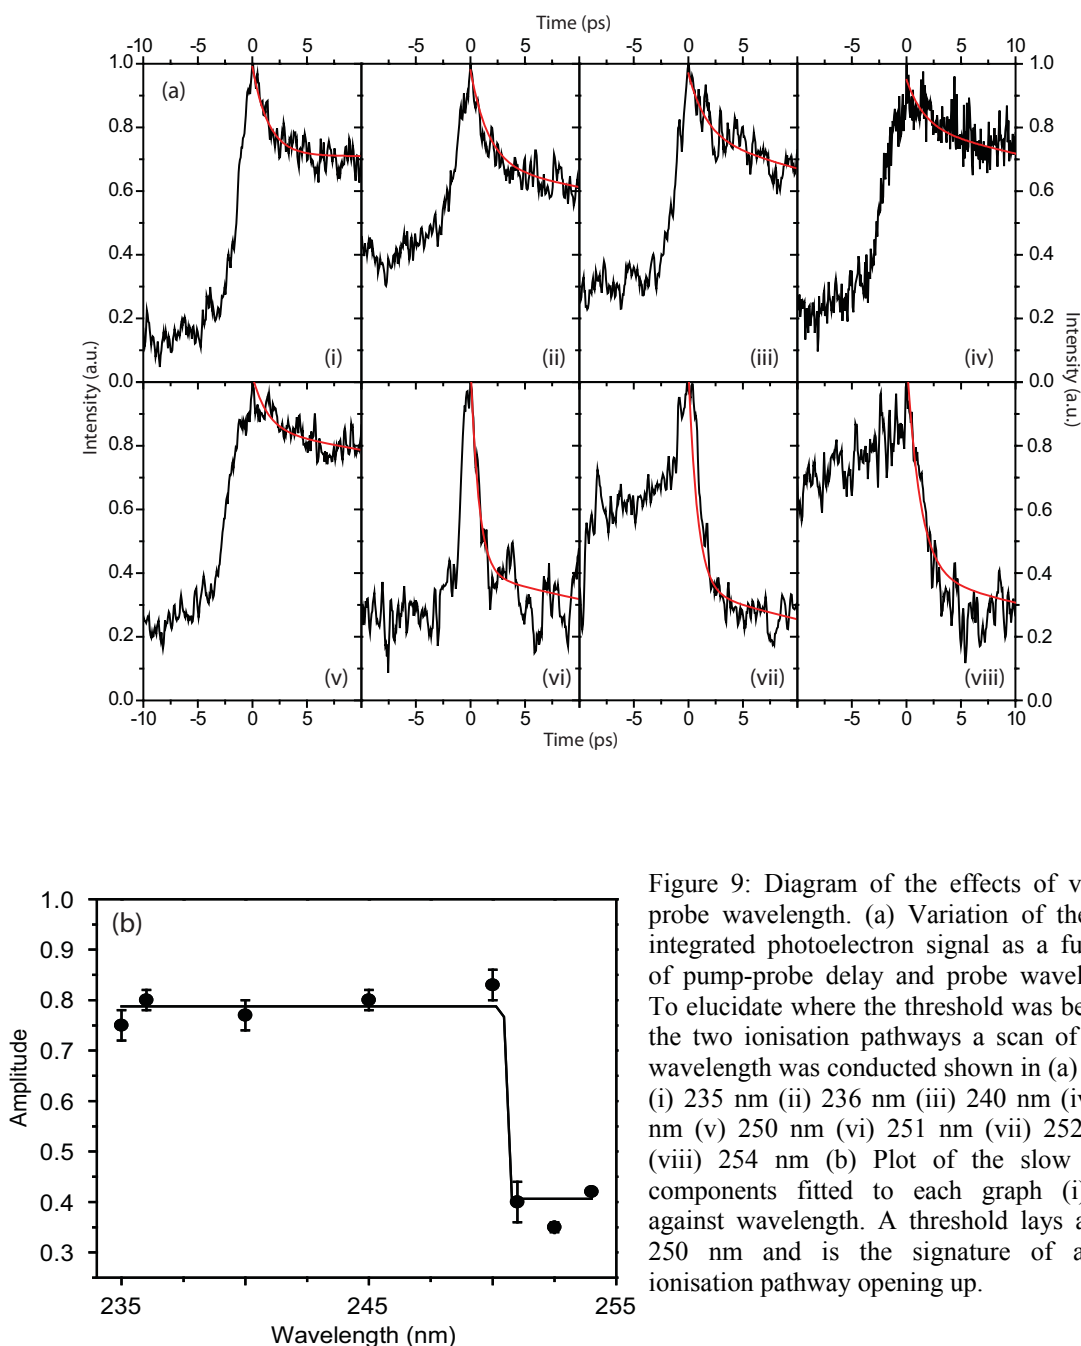 Time (ps)
-10 -5 0 5 -5 0 5 -5 0 5 -5 0 5 10
1.0 (a) 1.0
0.8 0.8
0.6 0.6
0.4 0.4
0.2 0.2
(i) (ii) (iii) (iv)
Intensity (a.u.)
Intensity (a.u.)
0.0 0.0
0.8 0.8
0.6 0.6
0.4 0.4
0.2 0.2
(v) (vi) (vii) (viii)
0.0 0.0
-10 -5 0 5 -5 0 5 -5 0 5 -5 0 5 10
Time (ps)
(b)
1.0
0.9
0.8
0.7
0.6
0.5
0.4
0.3
Amplitude
235 245 255
Wavelength (nm)
Figure 9: Diagram of the effects of v
probe wavelength. (a) Variation of the
integrated photoelectron signal as a fu
of pump-probe delay and probe wavel
To elucidate where the threshold was be
the two ionisation pathways a scan of
wavelength was conducted shown in (a)
(i) 235 nm (ii) 236 nm (iii) 240 nm (iv
nm (v) 250 nm (vi) 251 nm (vii) 252
(viii) 254 nm (b) Plot of the slow
components fitted to each graph (i)
against wavelength. A threshold lays a
250 nm and is the signature of a
ionisation pathway opening up.